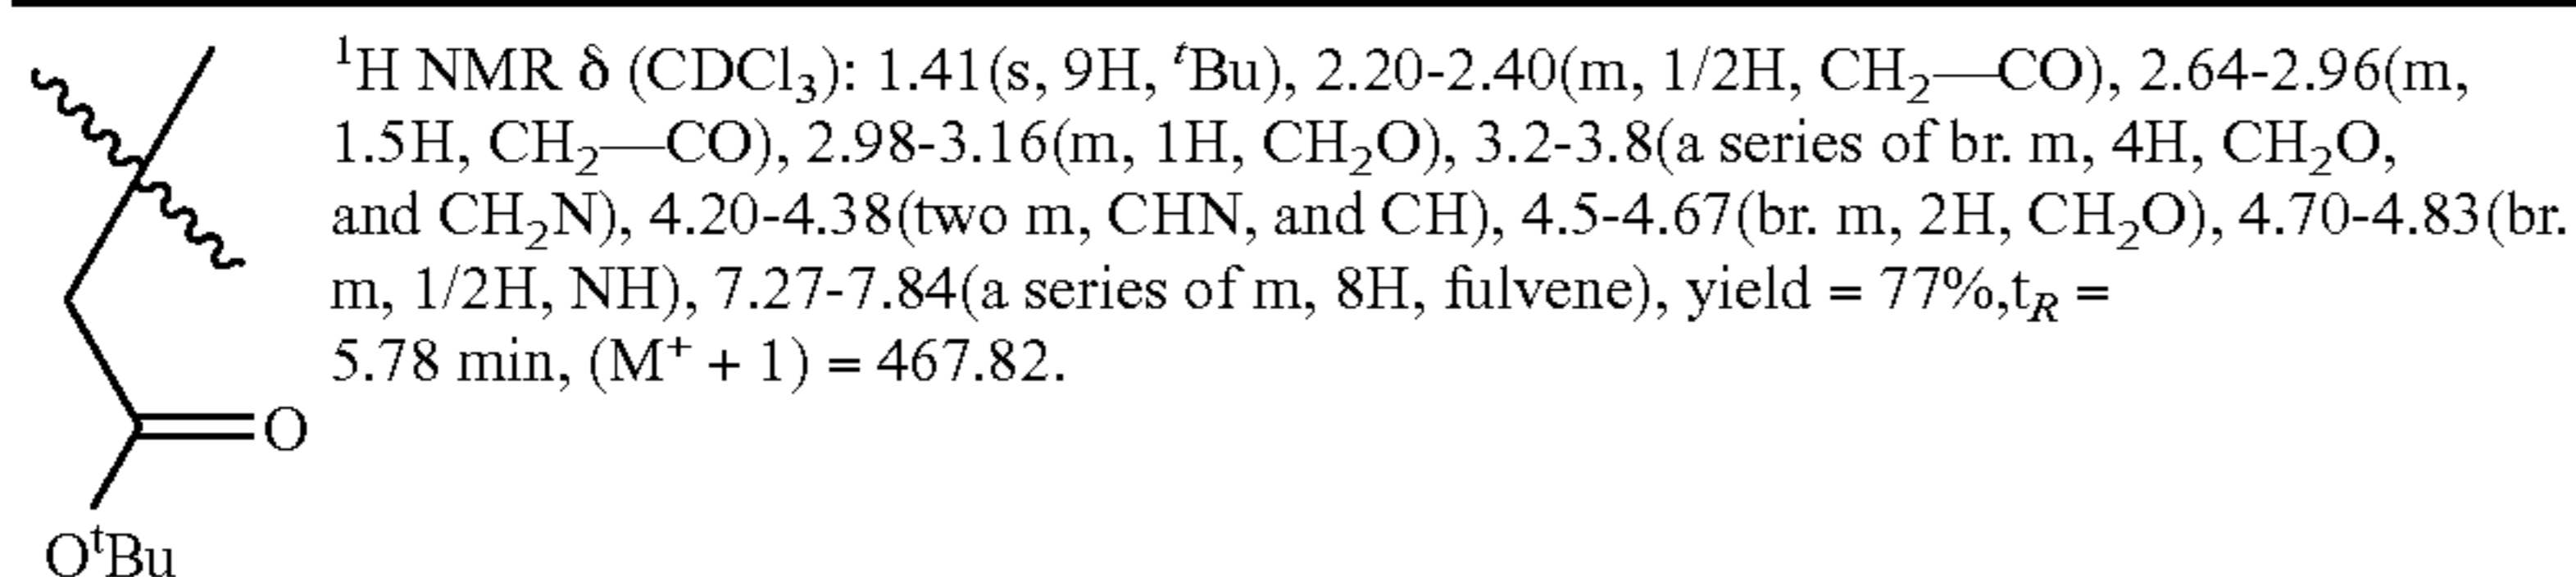 ¹H NMR δ (CDCl₃): 1.41(s, 9H, ᵗBu), 2.20-2.40(m, 1/2H, CH₂—CO), 2.64-2.96(m,
1.5H, CH₂—CO), 2.98-3.16(m, 1H, CH₂O), 3.2-3.8(a series of br. m, 4H, CH₂O,
and CH₂N), 4.20-4.38(two m, CHN, and CH), 4.5-4.67(br. m, 2H, CH₂O), 4.70-4.83(br.
m, 1/2H, NH), 7.27-7.84(a series of m, 8H, fulvene), yield = 77%,t_R =
5.78 min, (M⁺ + 1) = 467.82.
O
OᵗBu